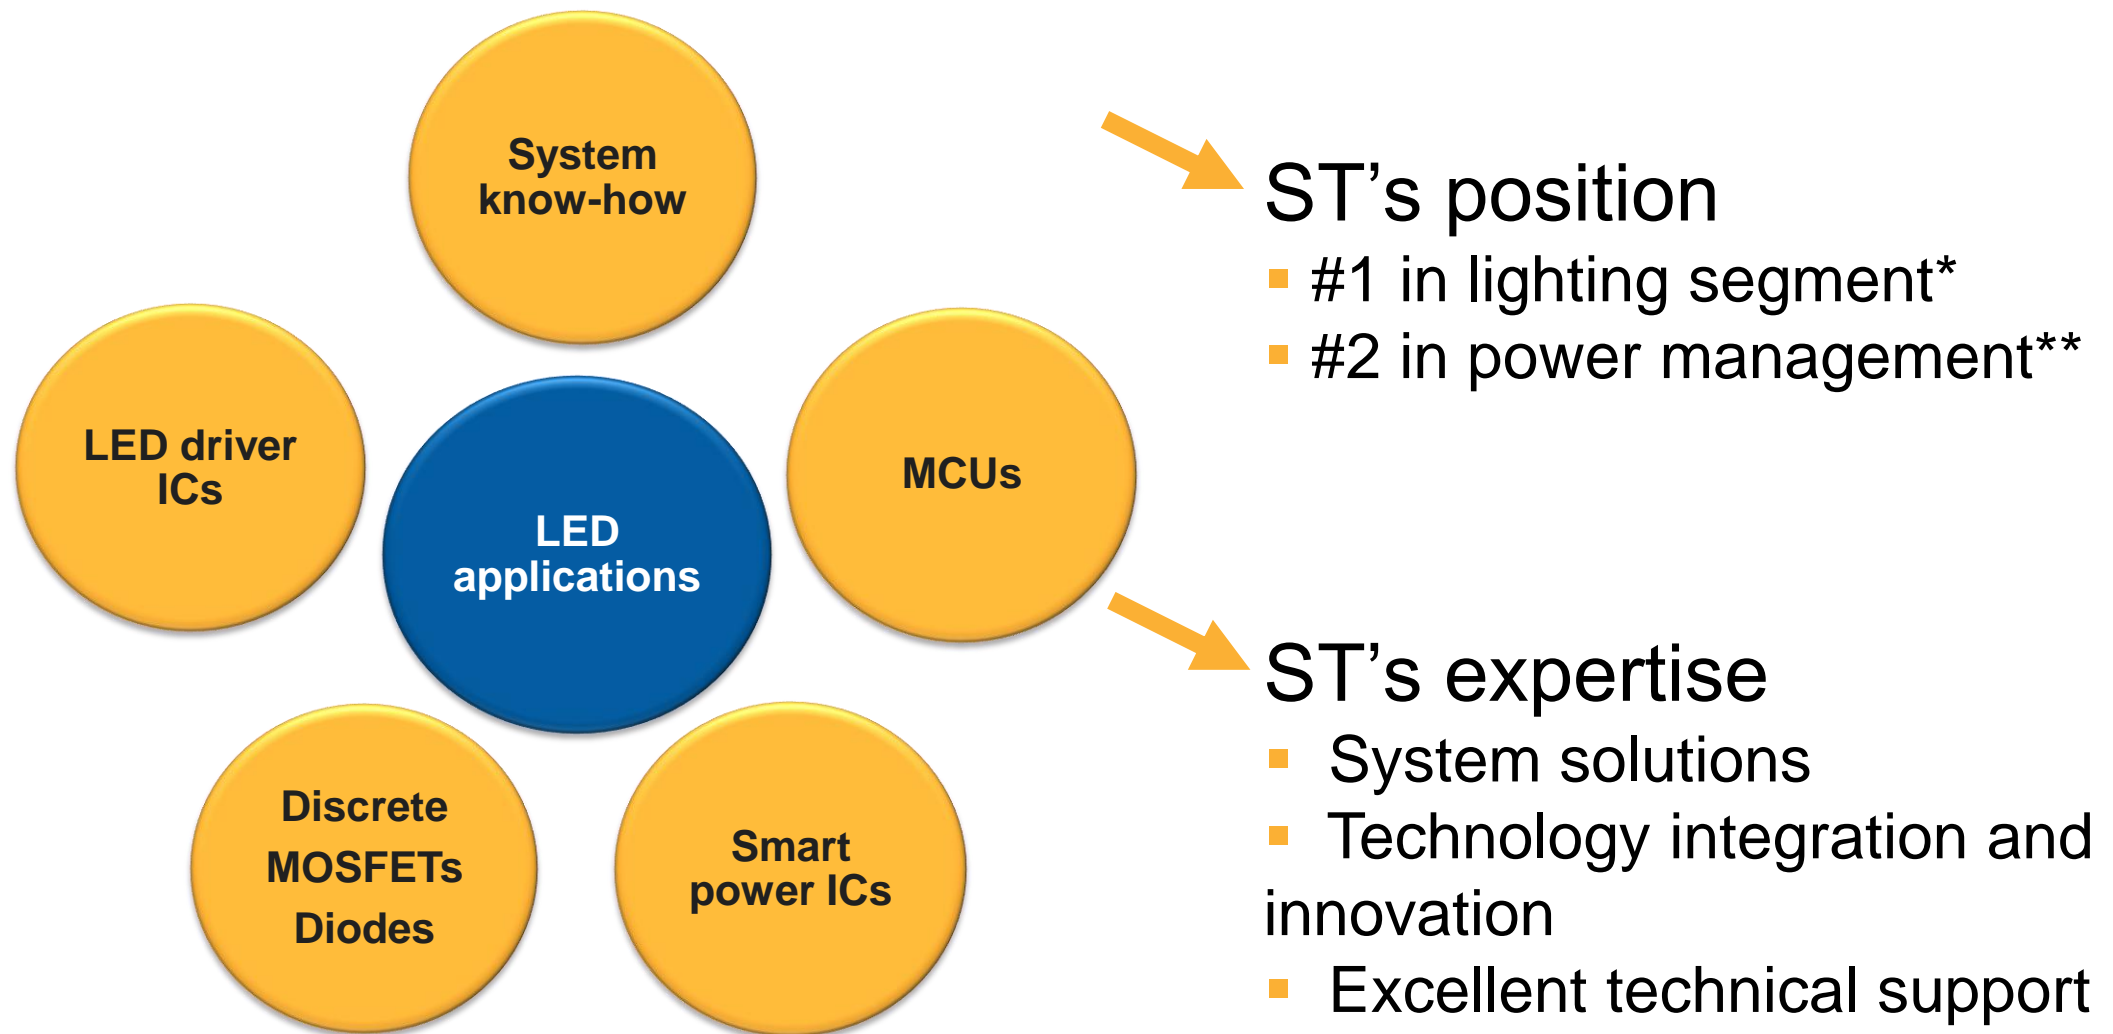 System
know-how
LED driver
ICs
MCUs
LED
applications
Discrete
MOSFETs
Diodes
Smart
power ICs
ST’s position
#1 in lighting segment*
#2 in power management**
ST’s expertise
System solutions
Technology integration and
innovation
Excellent technical support